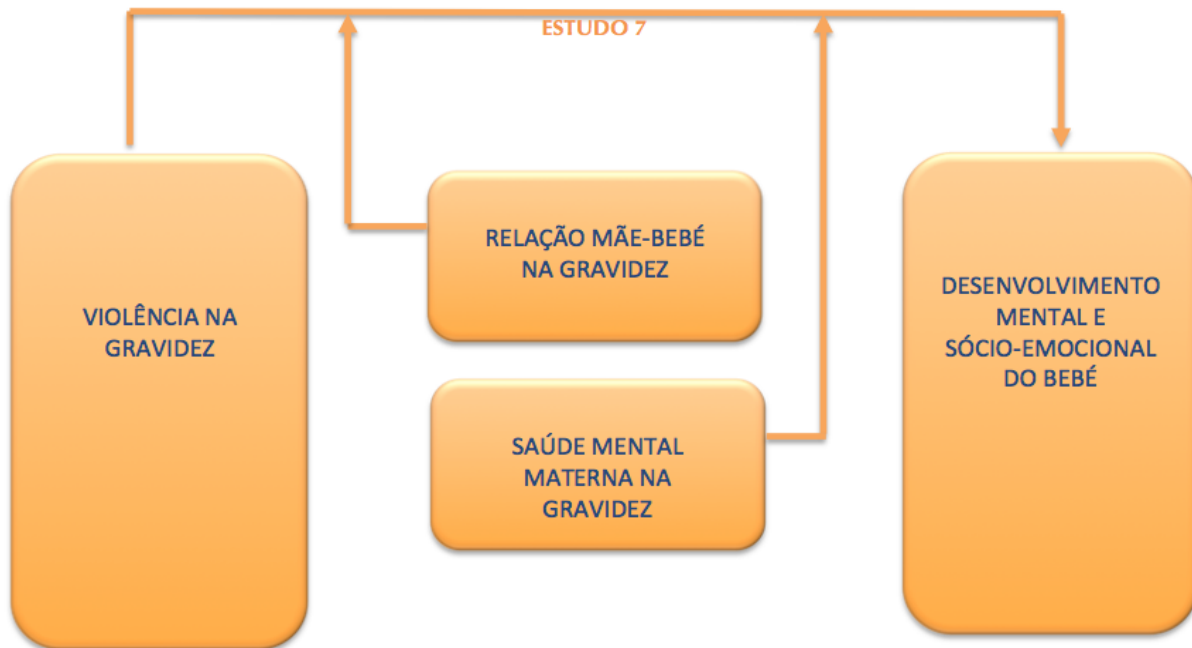 ESTUDO 7
VIOLÊNCIA NA
GRAVIDEZ
RELAÇÃO MÃE-BEBÉ
NA GRAVIDEZ
SAÚDE MENTAL
MATERNA NA
GRAVIDEZ
DESENVOLVIMENTO
MENTAL E
SÓCIO-EMOCIONAL
DO BEBÉ